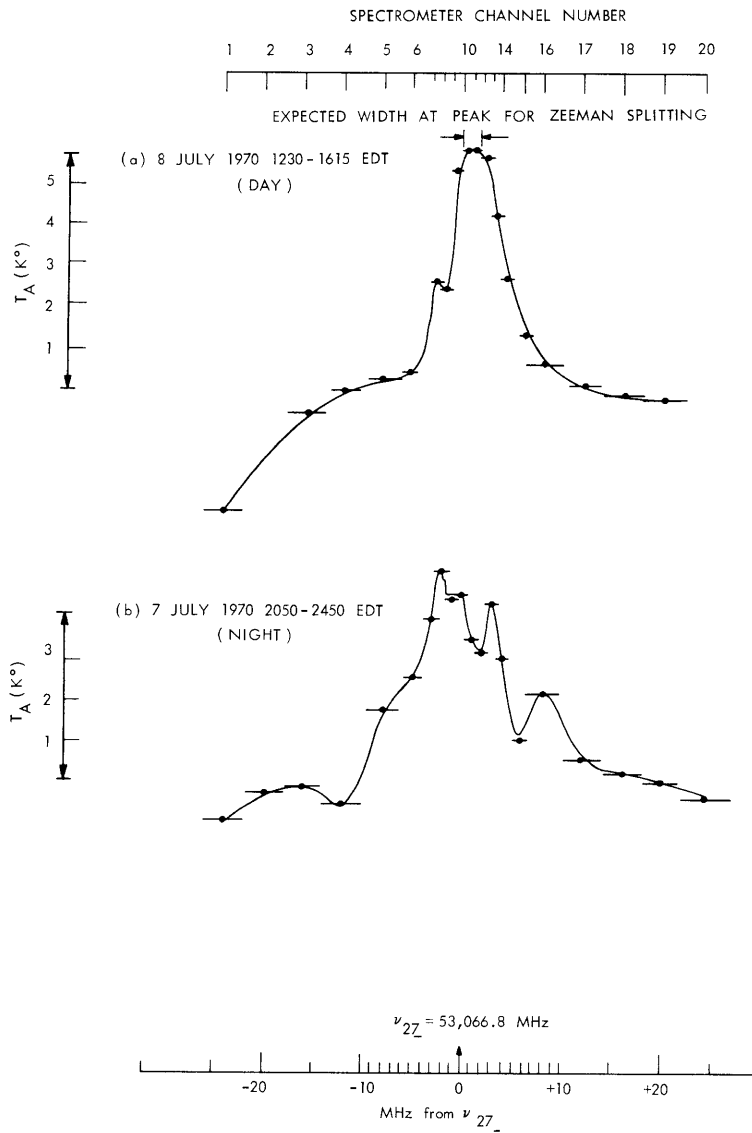 SPECTROMETER CHANNEL NUMBER
1 2 3 4 5 6 10 14 16 17 18 19 20
EXPECTED WIDTH AT PEAK FOR ZEEMAN SPLITTING
(a) 8 JULY 1970 1230-1615 EDT
(DAY)
5
4
3
2
1
T_A (K°)
(b) 7 JULY 1970 2050-2450 EDT
(NIGHT)
3
2
1
T_A (K°)
ν_27_ = 53,066.8 MHz
-20 -10 0 +10 +20
MHz from ν_27_